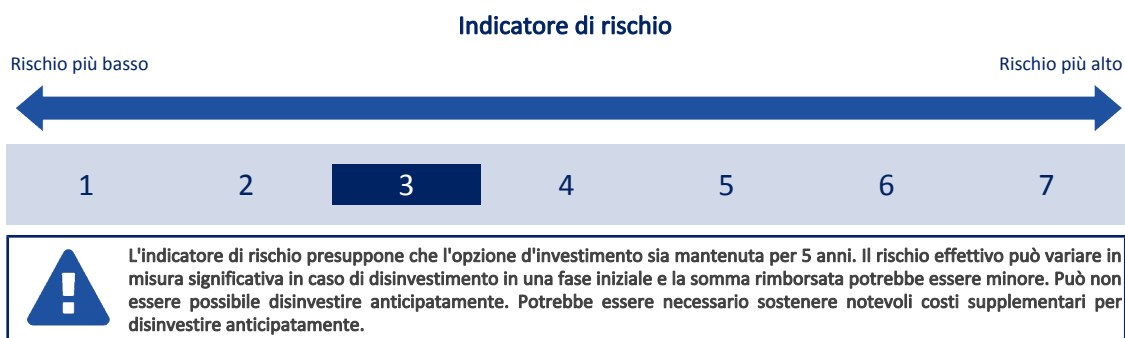 Indicatore di rischio
Rischio più basso
Rischio più alto
1 2 3 4 5 6 7
L'indicatore di rischio presuppone che l'opzione d'investimento sia mantenuta per 5 anni. Il rischio effettivo può variare in
misura significativa in caso di disinvestimento in una fase iniziale e la somma rimborsata potrebbe essere minore. Può non
essere possibile disinvestire anticipatamente. Potrebbe essere necessario sostenere notevoli costi supplementari per
disinvestire anticipatamente.